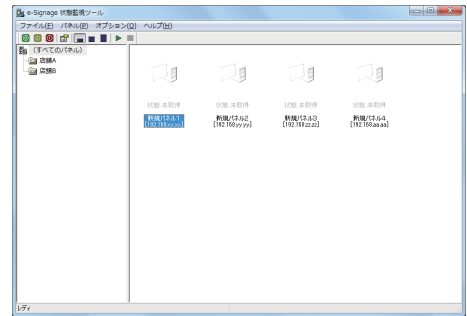 e-Signage 状態監視ツール
ファイル(F) パネル(P) オプション(O) ヘルプ(H)
(すべてのパネル)
店舗A
店舗B
状態 未取得 状態 未取得 状態 未取得 状態 未取得
新規パネル1 新規パネル2 新規パネル3 新規パネル4
[192.168.xx.xx] [192.168.yy.yy] [192.168.zz.zz] [192.168.aa.aa]
レディ